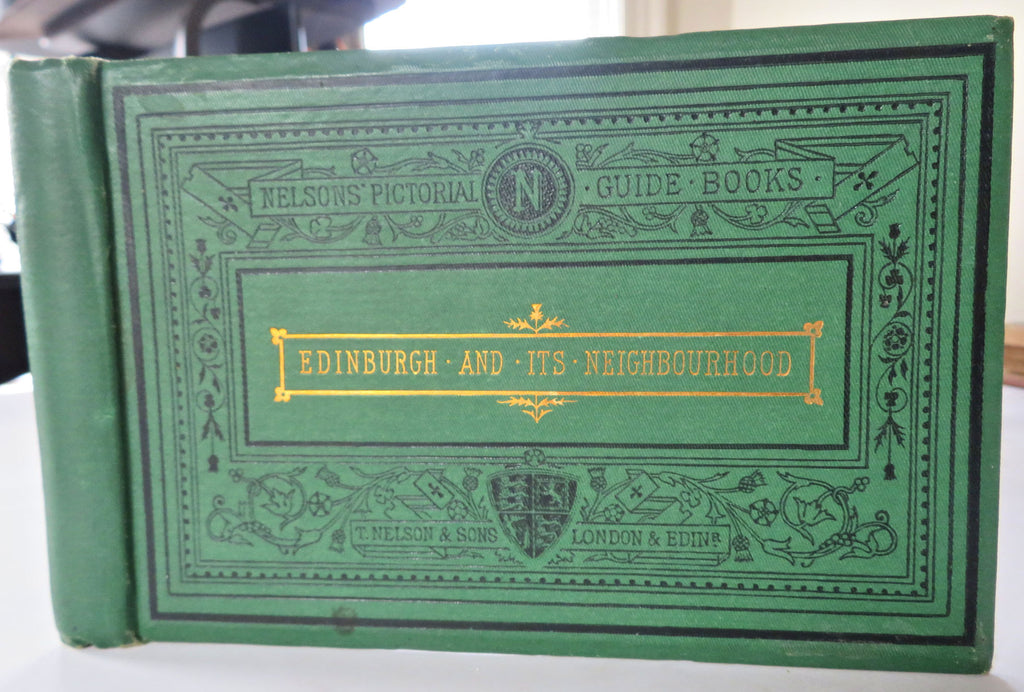 NELSONS' PICTORIAL N · GUIDE · BOOKS ·
EDINBURGH · AND · ITS · NEIGHBOURHOOD
T. NELSON & SONS LONDON & EDINR